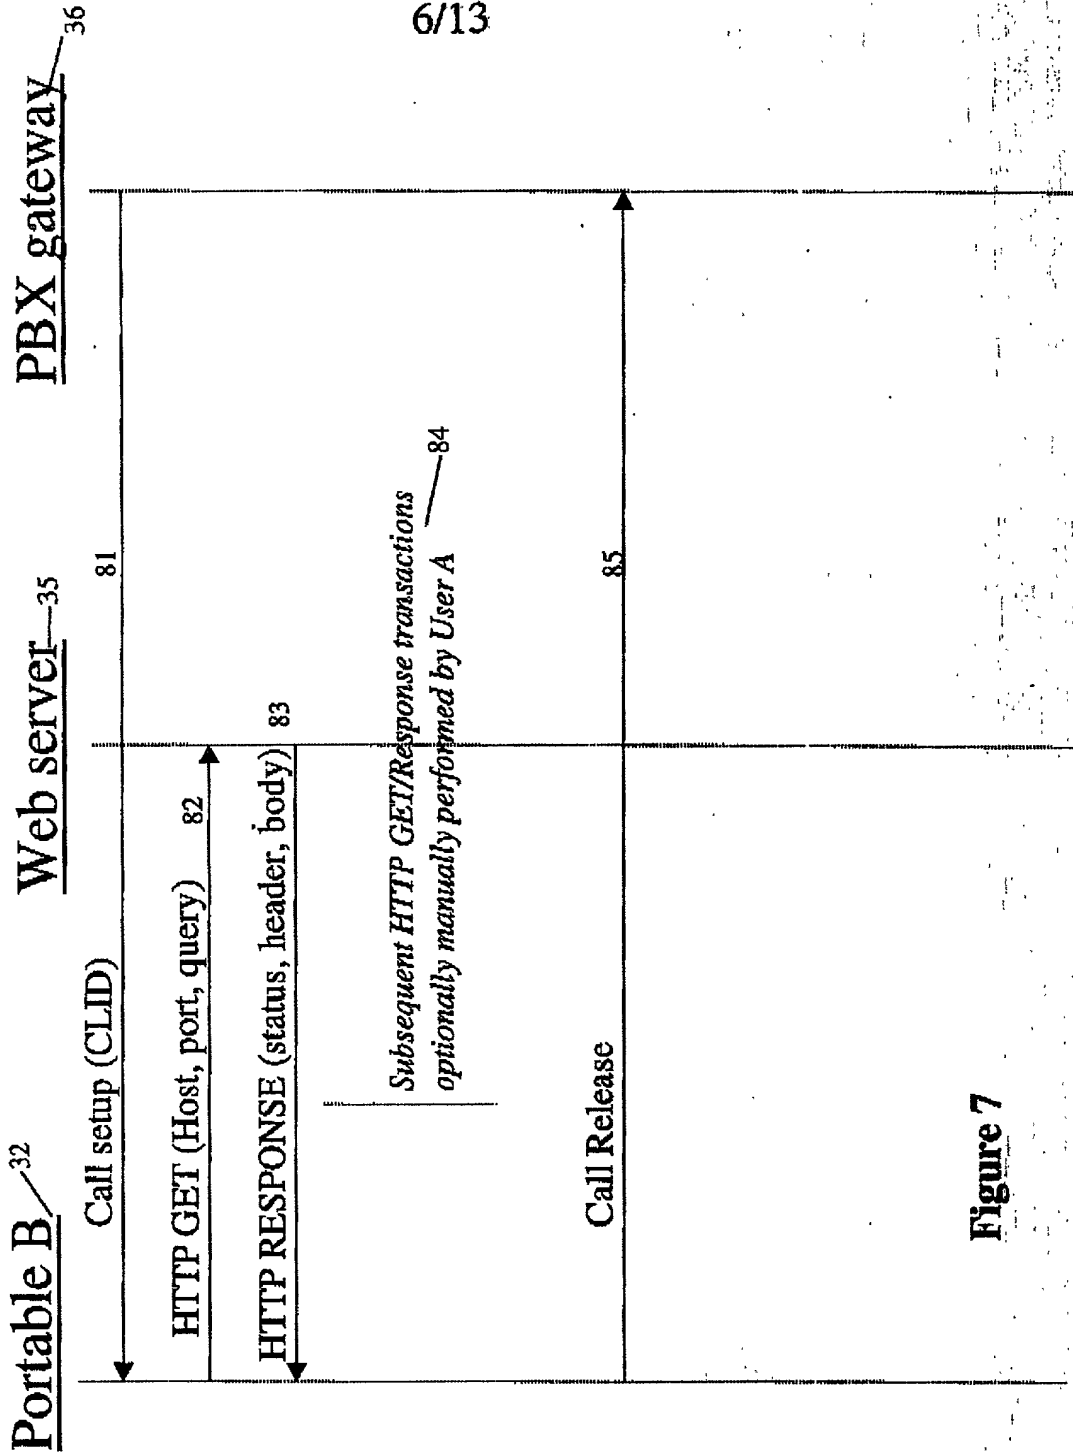 6/13
Portable B 32
Web server 35
PBX gateway 36
Call setup (CLID) 81
HTTP GET (Host, port, query) 82
HTTP RESPONSE (status, header, body) 83
Subsequent HTTP GET/Response transactions
optionally manually performed by User A 84
Call Release 85
Figure 7